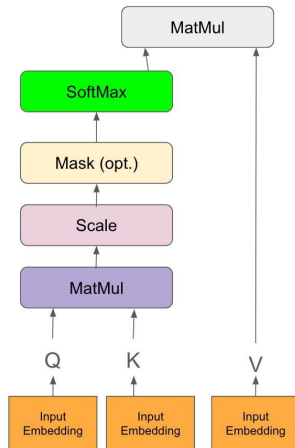 MatMul
SoftMax
Mask (opt.)
Scale
MatMul
Q
K
V
Input
Embedding
Input
Embedding
Input
Embedding